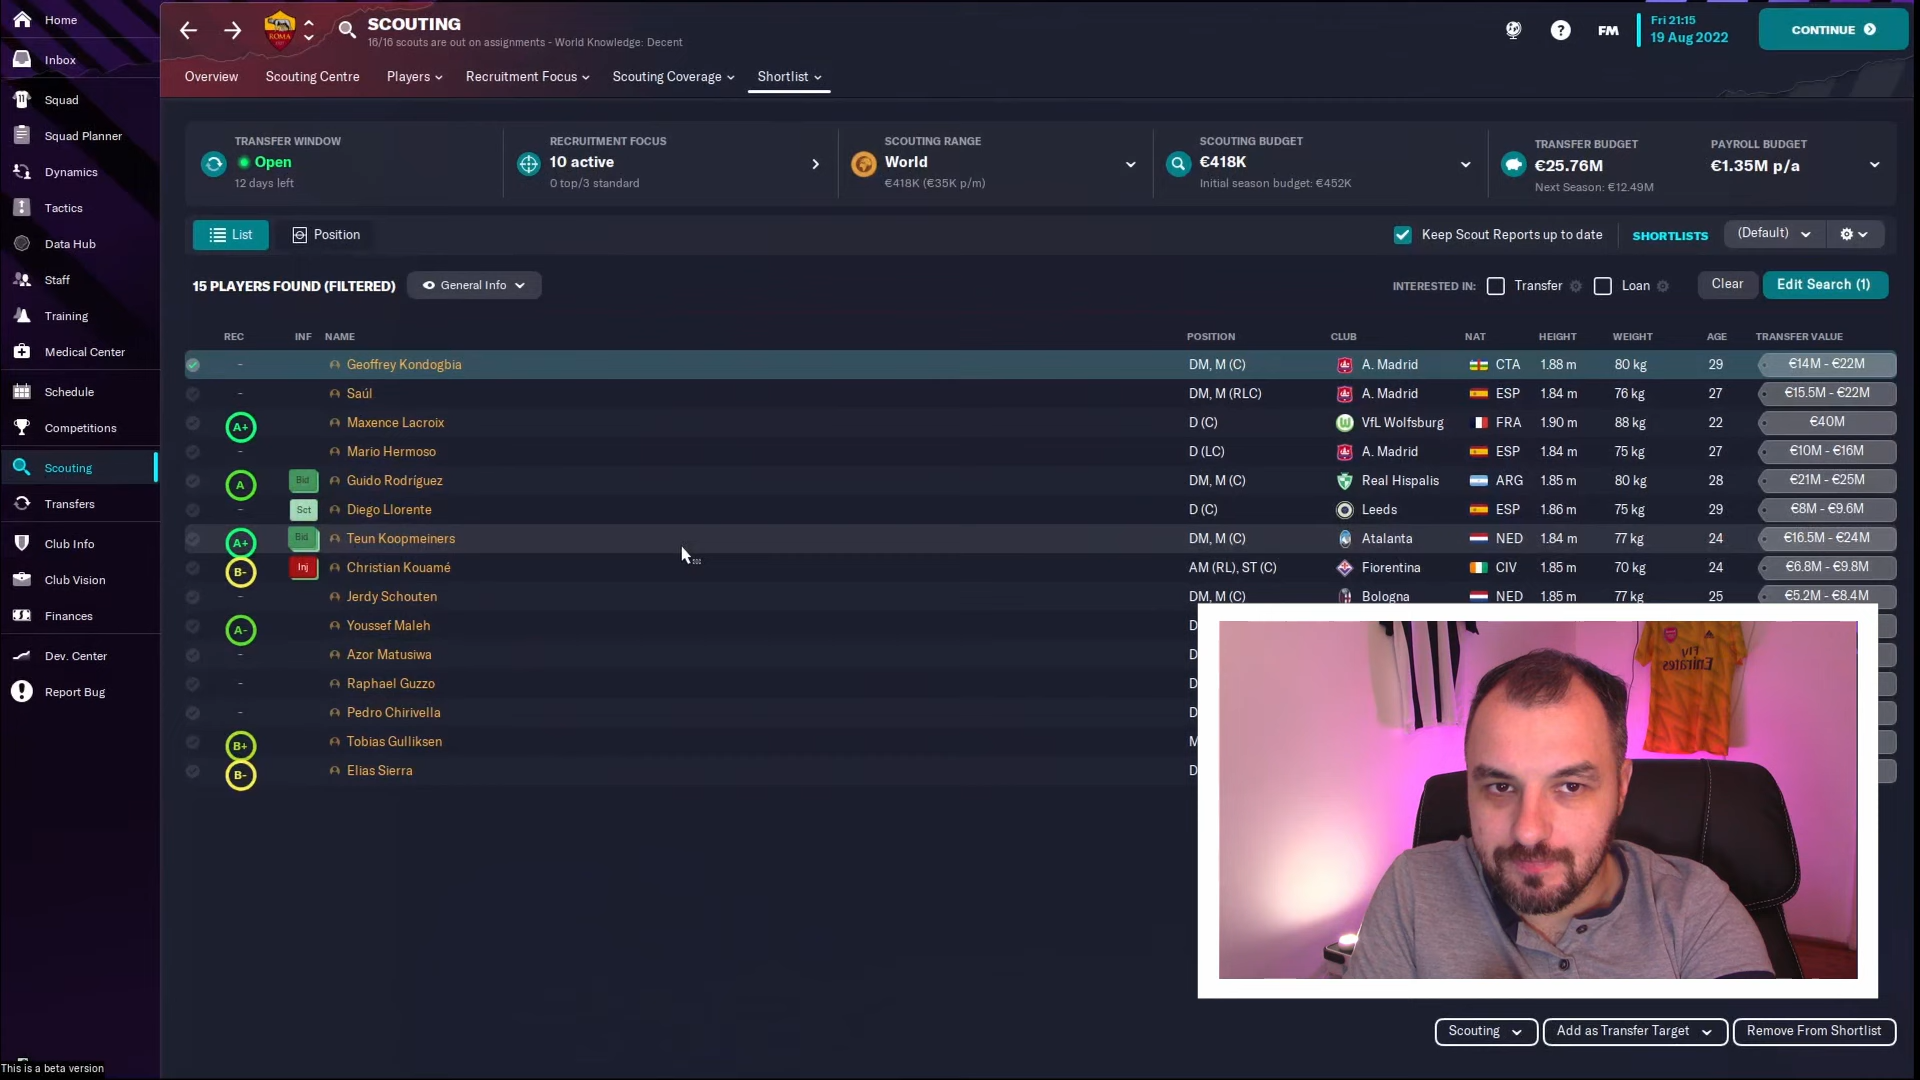 Home
Inbox
Squad
Squad Planner
Dynamics
Tactics
Data Hub
Staff
Training
Medical Center
Schedule
Competitions
Scouting
Transfers
Club Info
Club Vision
Finances
Dev. Center
Report Bug
This is a beta version
ROMA
SCOUTING
16/16 scouts are out on assignments - World Knowledge: Decent
FM
Fri 21:15
19 Aug 2022
CONTINUE
Overview Scouting Centre Players Recruitment Focus Scouting Coverage Shortlist
TRANSFER WINDOW
Open
12 days left
RECRUITMENT FOCUS
10 active
0 top/3 standard
SCOUTING RANGE
World
€418K (€35K p/m)
SCOUTING BUDGET
€418K
Initial season budget: €452K
TRANSFER BUDGET
€25.76M
Next Season: €12.49M
PAYROLL BUDGET
€1.35M p/a
List Position Keep Scout Reports up to date SHORTLISTS (Default)
15 PLAYERS FOUND (FILTERED) General Info INTERESTED IN: Transfer Loan Clear Edit Search (1)
REC INF NAME POSITION CLUB NAT HEIGHT WEIGHT AGE TRANSFER VALUE
- Geoffrey Kondogbia DM, M (C) A. Madrid CTA 1.88 m 80 kg 29 €14M - €22M
- Saúl DM, M (RLC) A. Madrid ESP 1.84 m 76 kg 27 €15.5M - €22M
A+ Maxence Lacroix D (C) VfL Wolfsburg FRA 1.90 m 88 kg 22 €40M
- Mario Hermoso D (LC) A. Madrid ESP 1.84 m 75 kg 27 €10M - €16M
A Bid Guido Rodríguez DM, M (C) Real Hispalis ARG 1.85 m 80 kg 28 €21M - €25M
- Sct Diego Llorente D (C) Leeds ESP 1.86 m 75 kg 29 €8M - €9.6M
A+ Bid Teun Koopmeiners DM, M (C) Atalanta NED 1.84 m 77 kg 24 €16.5M - €24M
B- Inj Christian Kouamé AM (RL), ST (C) Fiorentina CIV 1.85 m 70 kg 24 €6.8M - €9.8M
- Jerdy Schouten DM, M (C) Bologna NED 1.85 m 77 kg 25 €5.2M - €8.4M
A- Youssef Maleh D
- Azor Matusiwa D
- Raphael Guzzo D
- Pedro Chirivella D
B+ Tobias Gulliksen M
B- Elias Sierra D
Fly Emirates
Scouting Add as Transfer Target Remove From Shortlist